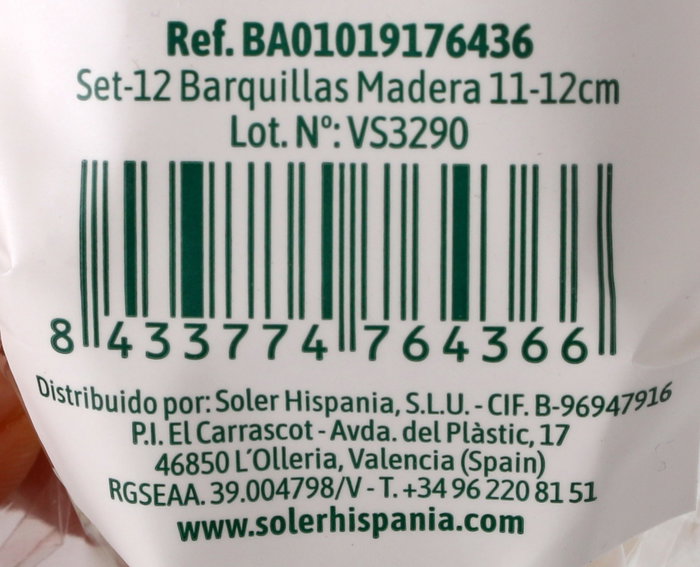 Ref. BA01019176436
Set-12 Barquillas Madera 11-12cm
Lot. Nº: VS3290
8 433774 764366
Distribuido por: Soler Hispania, S.L.U. - CIF. B-96947916
P.I. El Carrascot - Avda. del Plàstic, 17
46850 L´Olleria, Valencia (Spain)
RGSEAA. 39.004798/V - T. +34 96 220 81 51
www.solerhispania.com